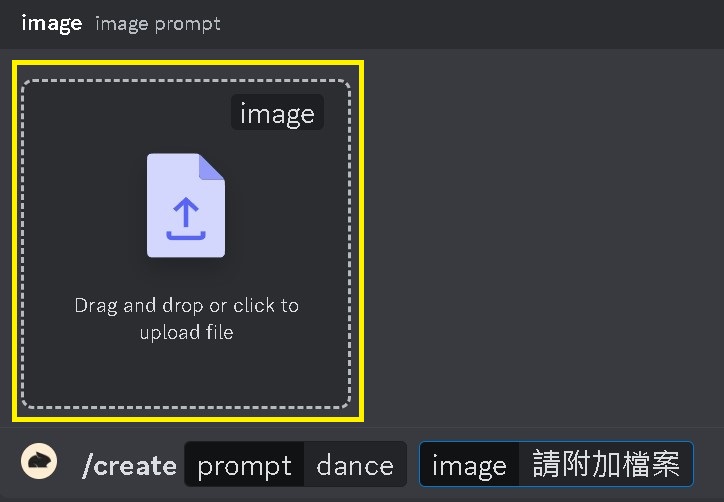 image image prompt
image
Drag and drop or click to
upload file
/create prompt dance image 請附加檔案